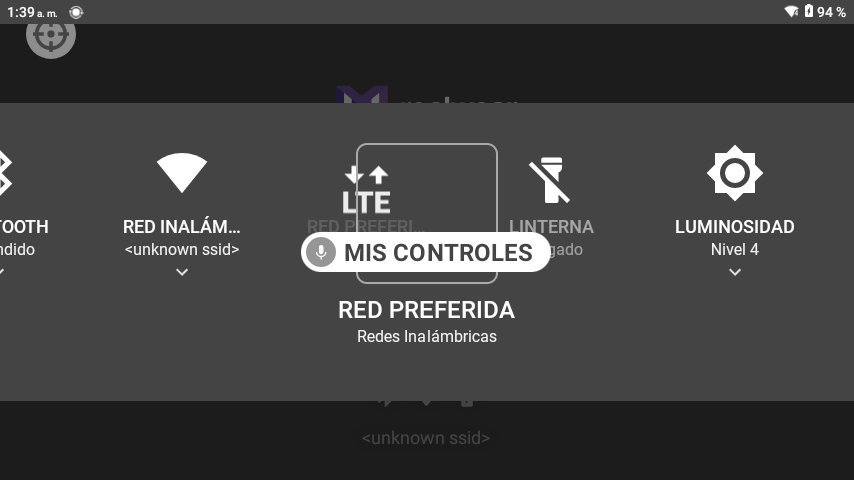 1:39 a. m.
94 %
LTE
TOOTH
RED INALÁM...
RED PREFERI...
LINTERNA
LUMINOSIDAD
ndido
<unknown ssid>
gado
Nivel 4
MIS CONTROLES
RED PREFERIDA
Redes Inalámbricas
<unknown ssid>